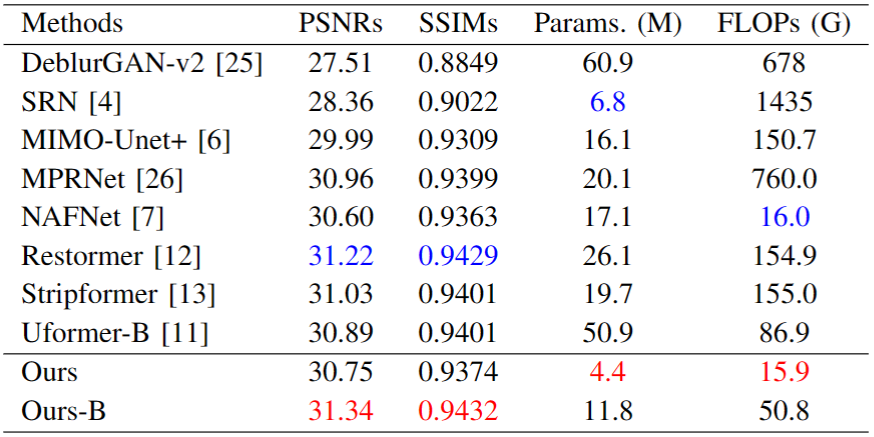 Methods PSNRs SSIMs Params. (M) FLOPs (G)
DeblurGAN-v2 [25] 27.51 0.8849 60.9 678
SRN [4] 28.36 0.9022 6.8 1435
MIMO-Unet+ [6] 29.99 0.9309 16.1 150.7
MPRNet [26] 30.96 0.9399 20.1 760.0
NAFNet [7] 30.60 0.9363 17.1 16.0
Restormer [12] 31.22 0.9429 26.1 154.9
Stripformer [13] 31.03 0.9401 19.7 155.0
Uformer-B [11] 30.89 0.9401 50.9 86.9
Ours 30.75 0.9374 4.4 15.9
Ours-B 31.34 0.9432 11.8 50.8